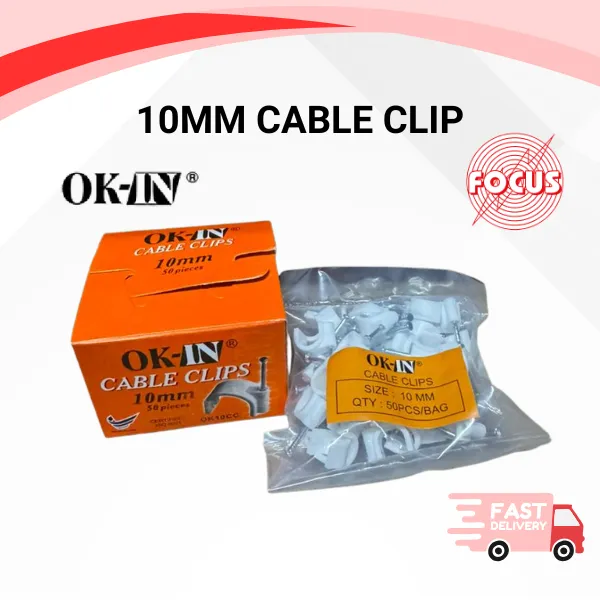 10MM CABLE CLIP
OK-IN®
FOCUS
OK-IN®
CABLE CLIPS
10mm
50 pieces
OK-IN®
CABLE CLIPS
10mm
50 pieces
OK10CC
OK-IN®
CABLE CLIPS
SIZE : 10 MM
QTY : 50PCS/BAG
FAST
DELIVERY